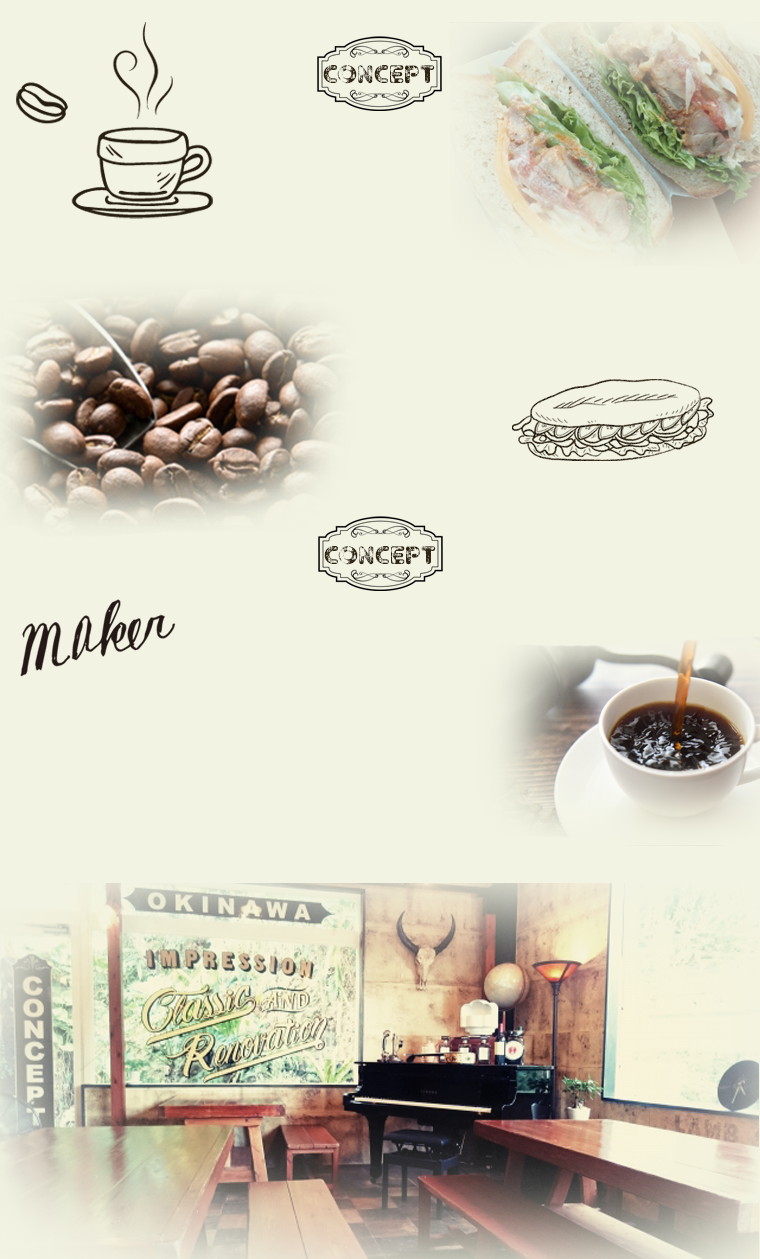 CONCEPT
CONCEPT
maker
OKINAWA
IMPRESSION
Classic AND
Renovation
CONCEPT